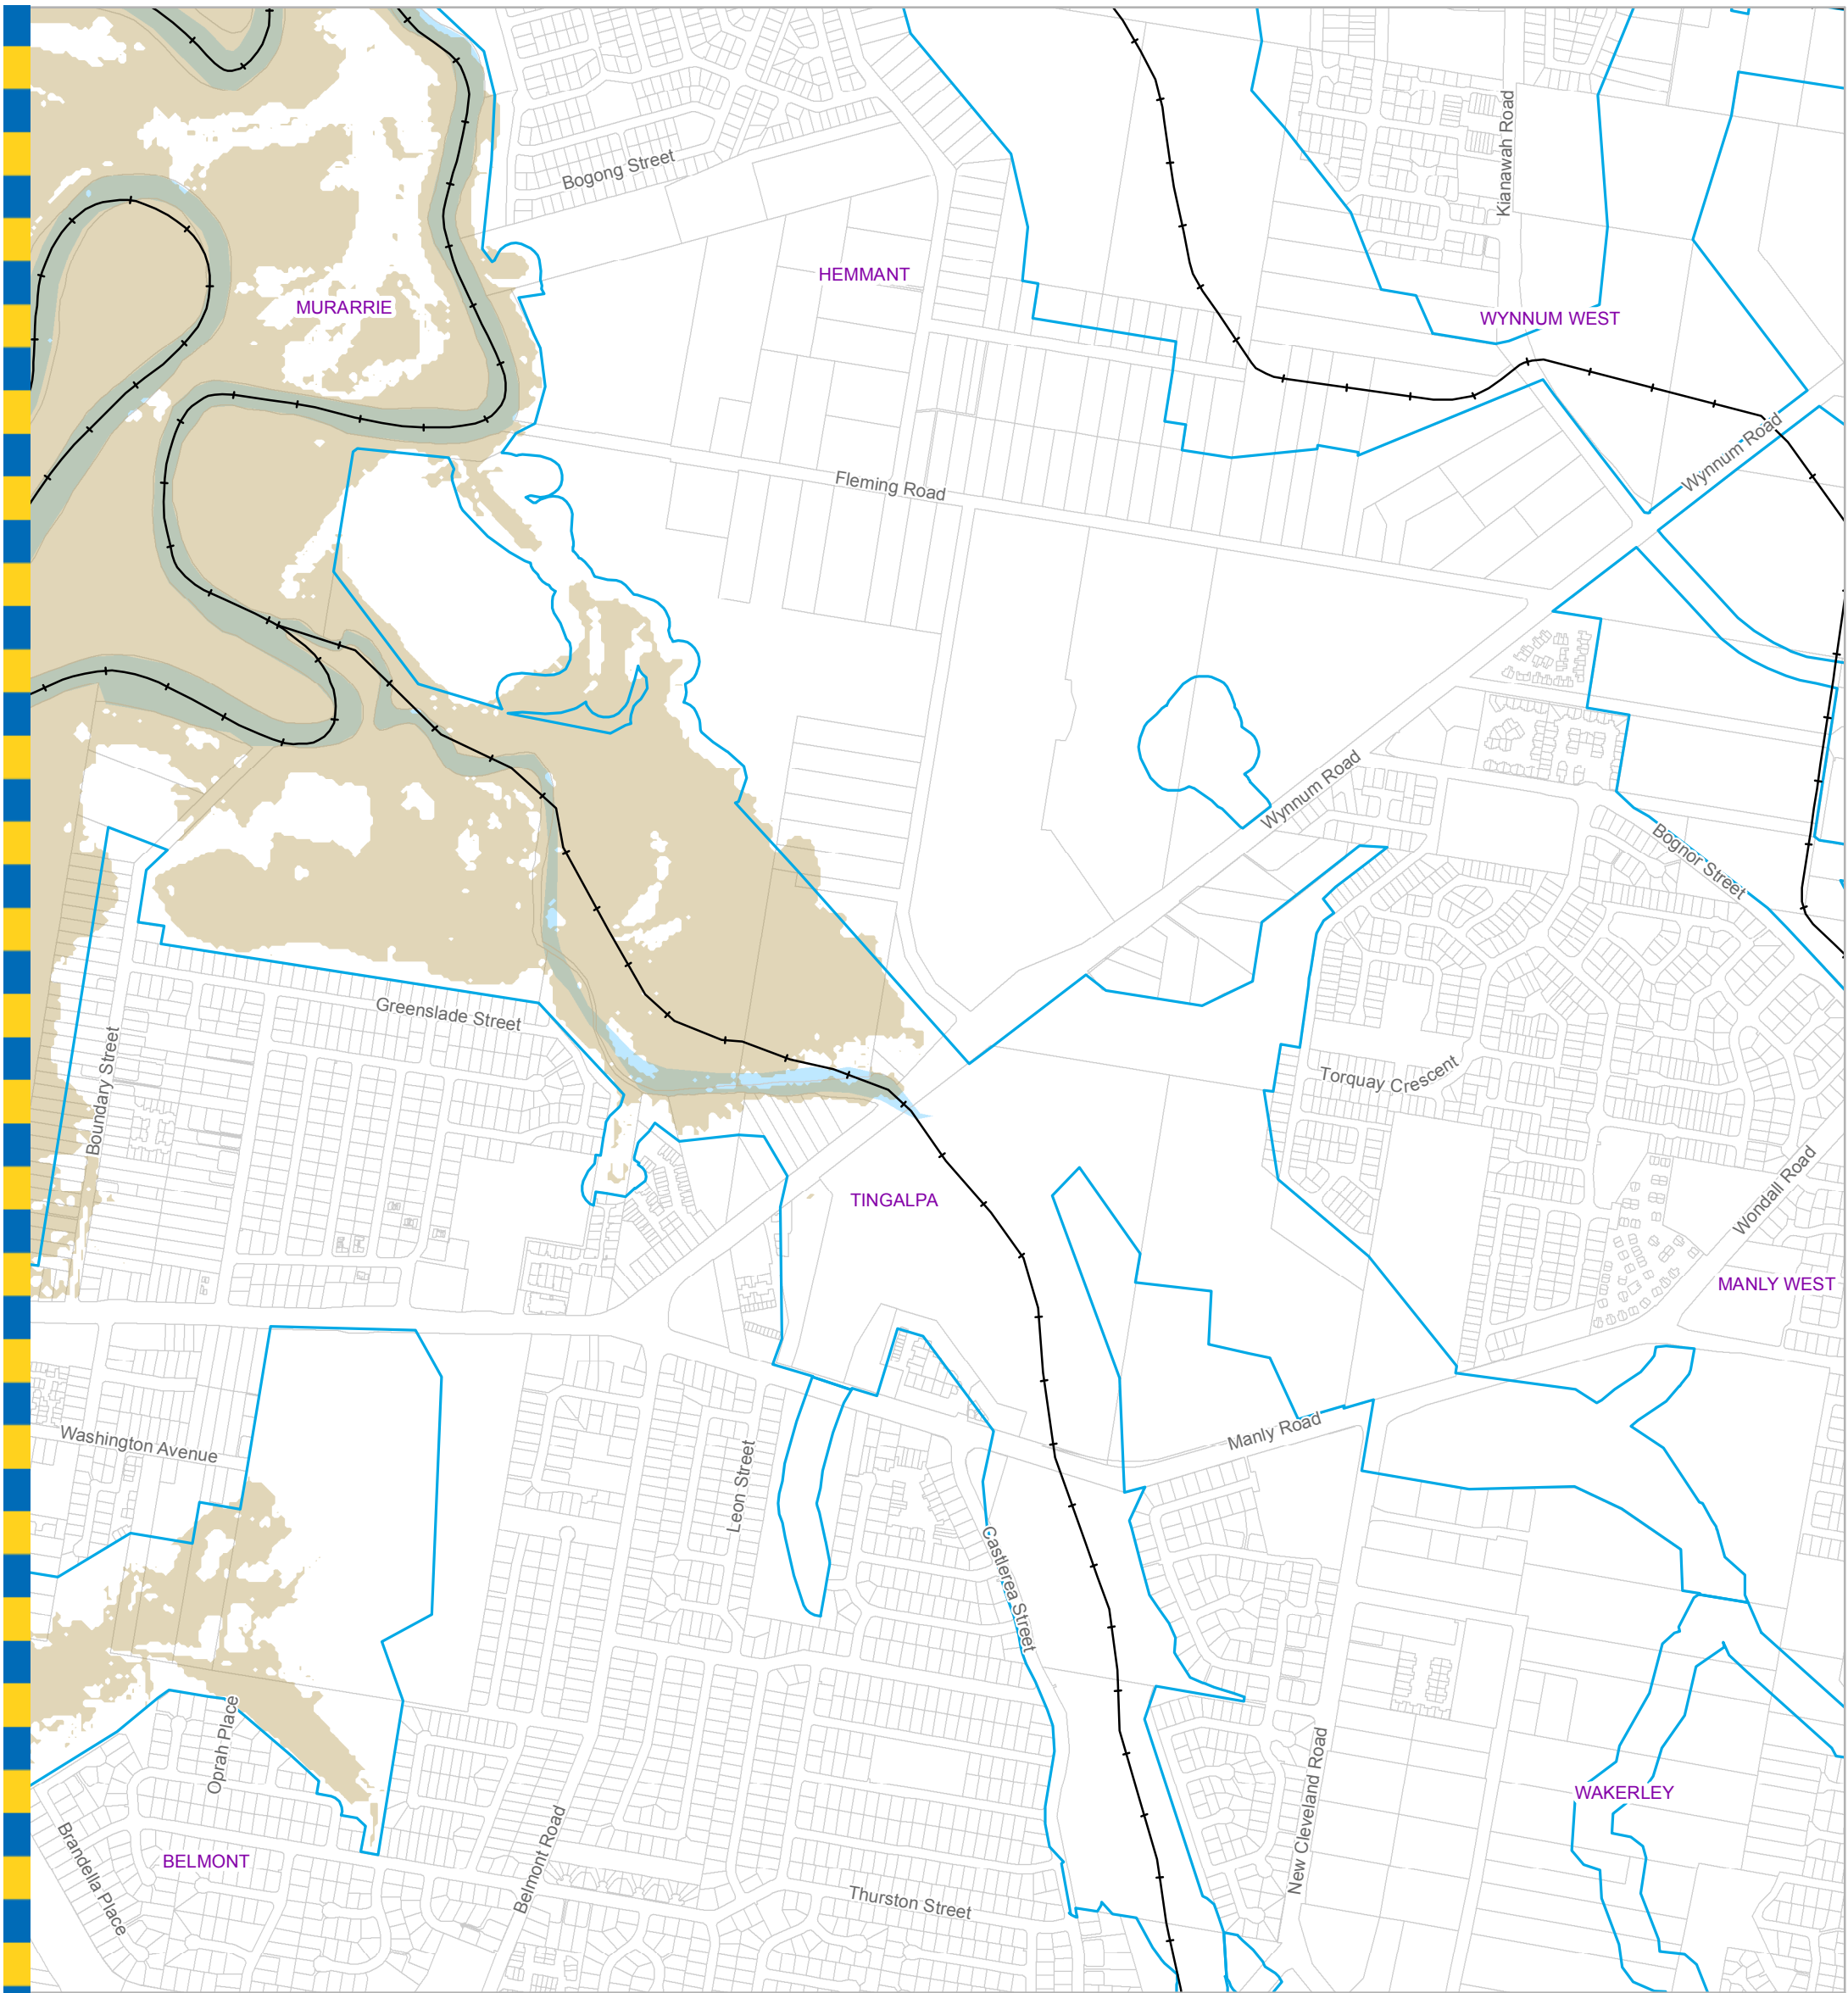 Bogong Street
Kianawah Road
HEMMANT
MURARRIE
WYNNUM WEST
Wynnum Road
Fleming Road
Wynnum Road
Bognor Street
Greenslade Street
Boundary Street
Torquay Crescent
Wondall Road
TINGALPA
MANLY WEST
Washington Avenue
Manly Road
Leon Street
Castlerea Street
Oprah Place
New Cleveland Road
WAKERLEY
Brandella Place
BELMONT
Belmont Road
Thurston Street